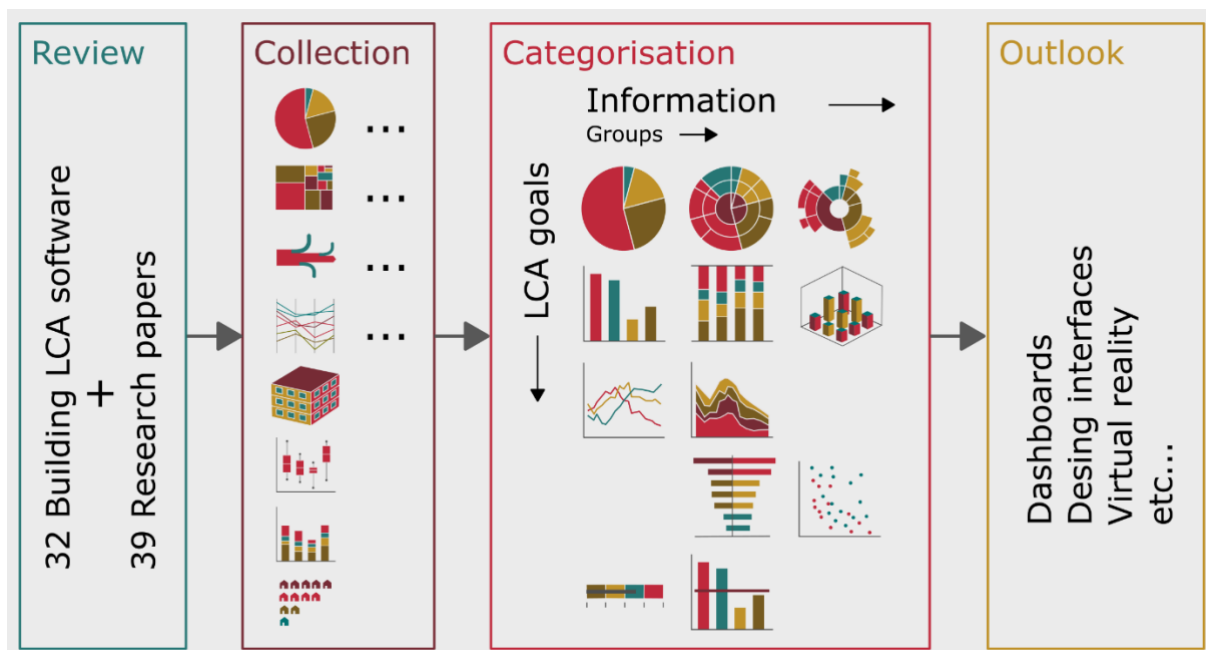 Review
32 Building LCA software
+
39 Research papers
Collection
...
...
...
...
Categorisation
Information
Groups
LCA goals
Outlook
Dashboards
Desing interfaces
Virtual reality
etc...